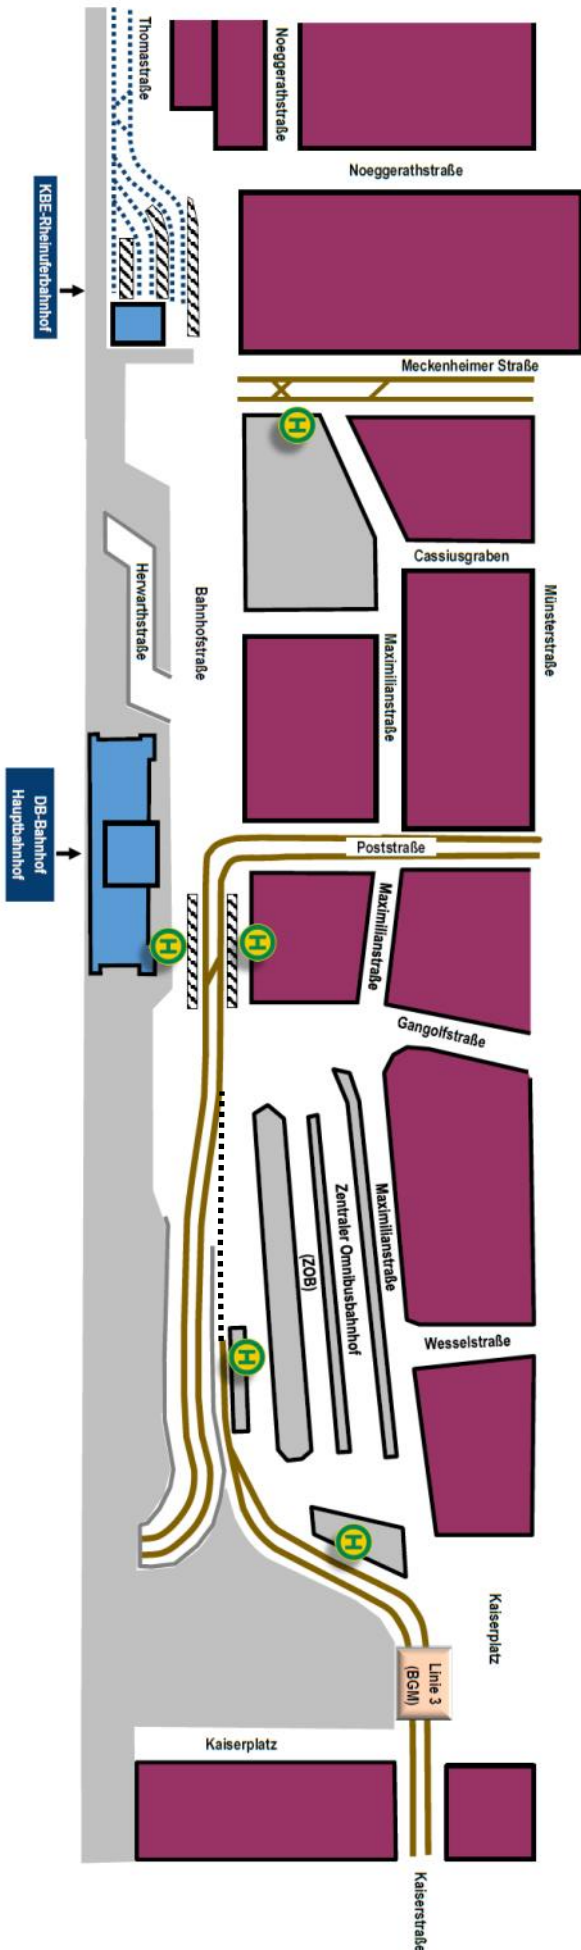 Thomastraße
Noeggerathstraße
Noeggerathstraße
KBE-Rheinuferbahnhof
Meckenheimer Straße
H
Cassiusgraben
Münsterstraße
Herwarthstraße
Bahnhofstraße
Maximilianstraße
DB-Bahnhof
Hauptbahnhof
Poststraße
Maximilianstraße
H
H
Gangolfstraße
Maximilianstraße
Zentraler Omnibusbahnhof
(ZOB)
Wesselstraße
H
H
Kaiserplatz
Linie 3
(BGM)
Kaiserplatz
Kaiserstraße